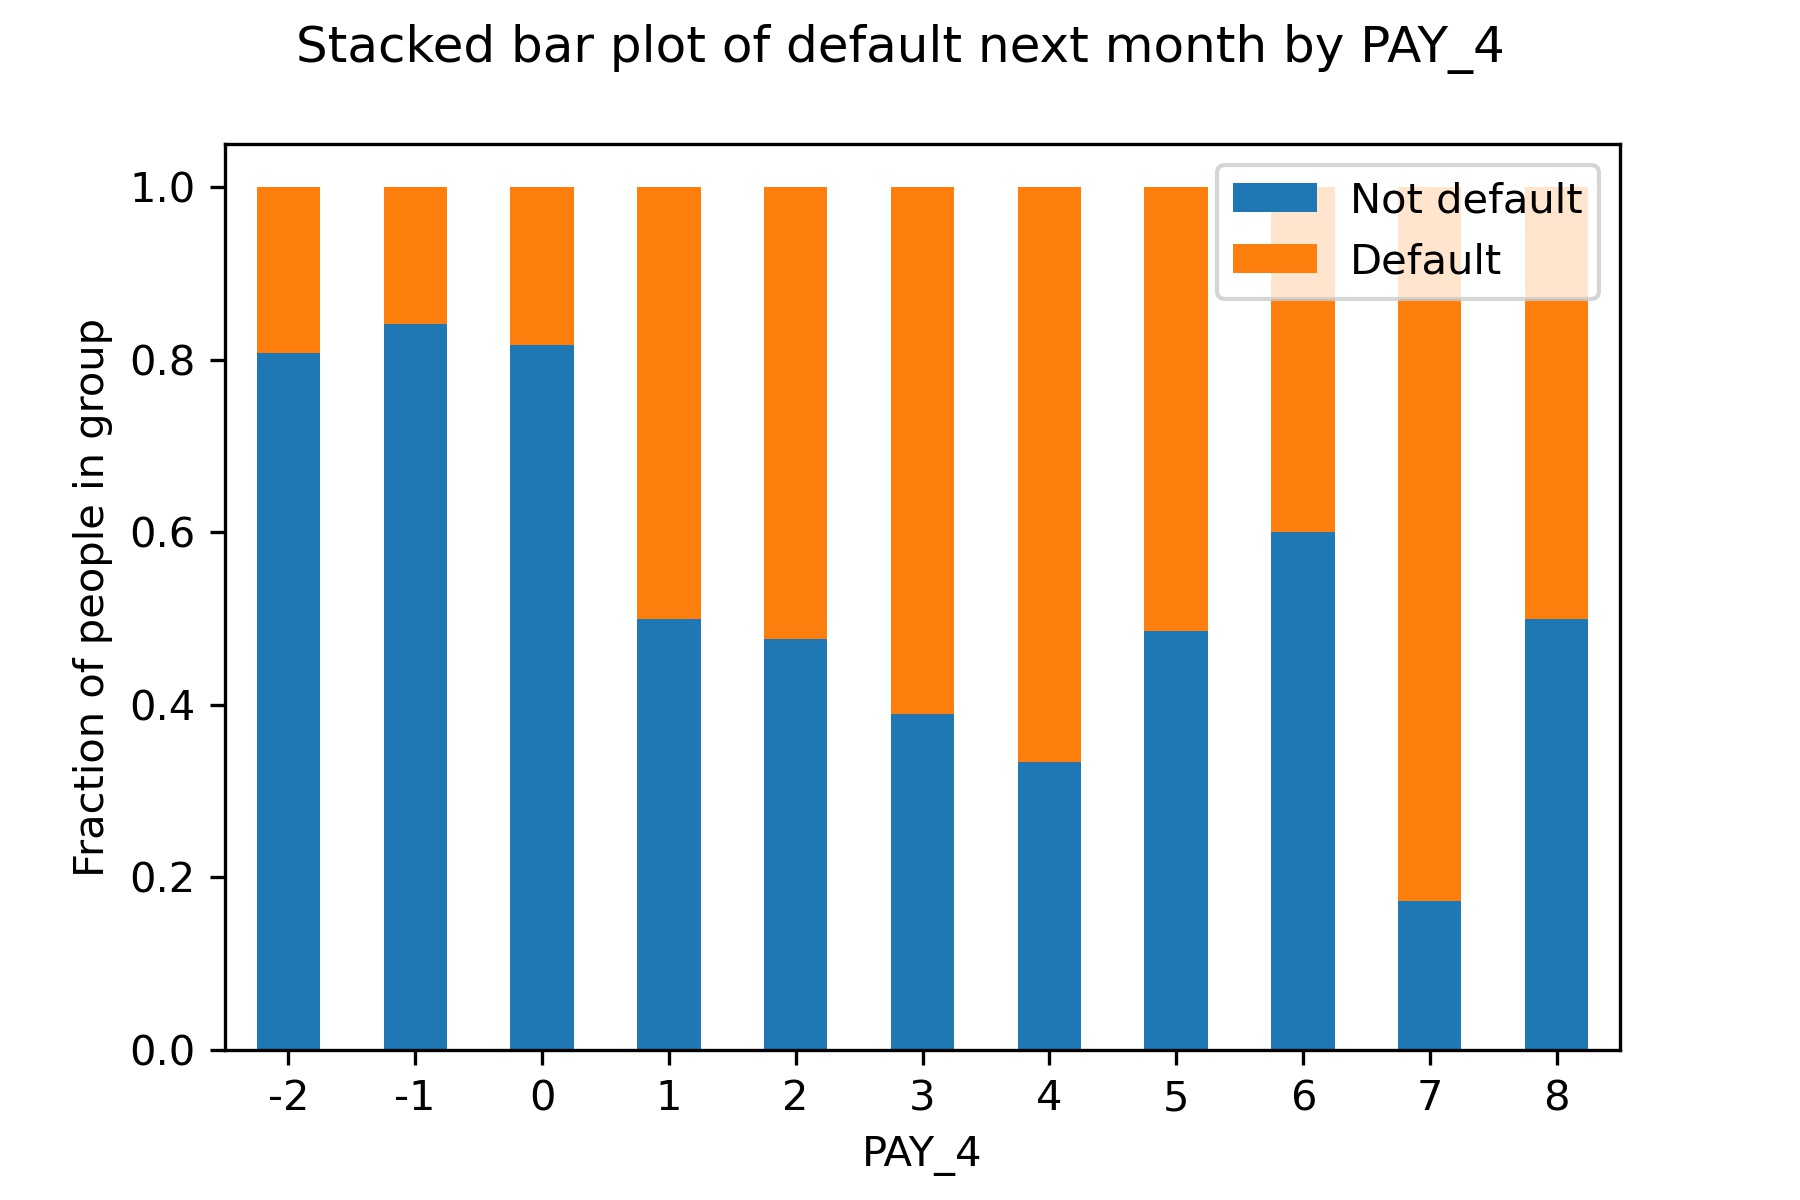 Stacked bar plot of default next month by PAY_4
Not default
Default
Fraction of people in group
1.0
0.8
0.6
0.4
0.2
0.0
-2 -1 0 1 2 3 4 5 6 7 8
PAY_4